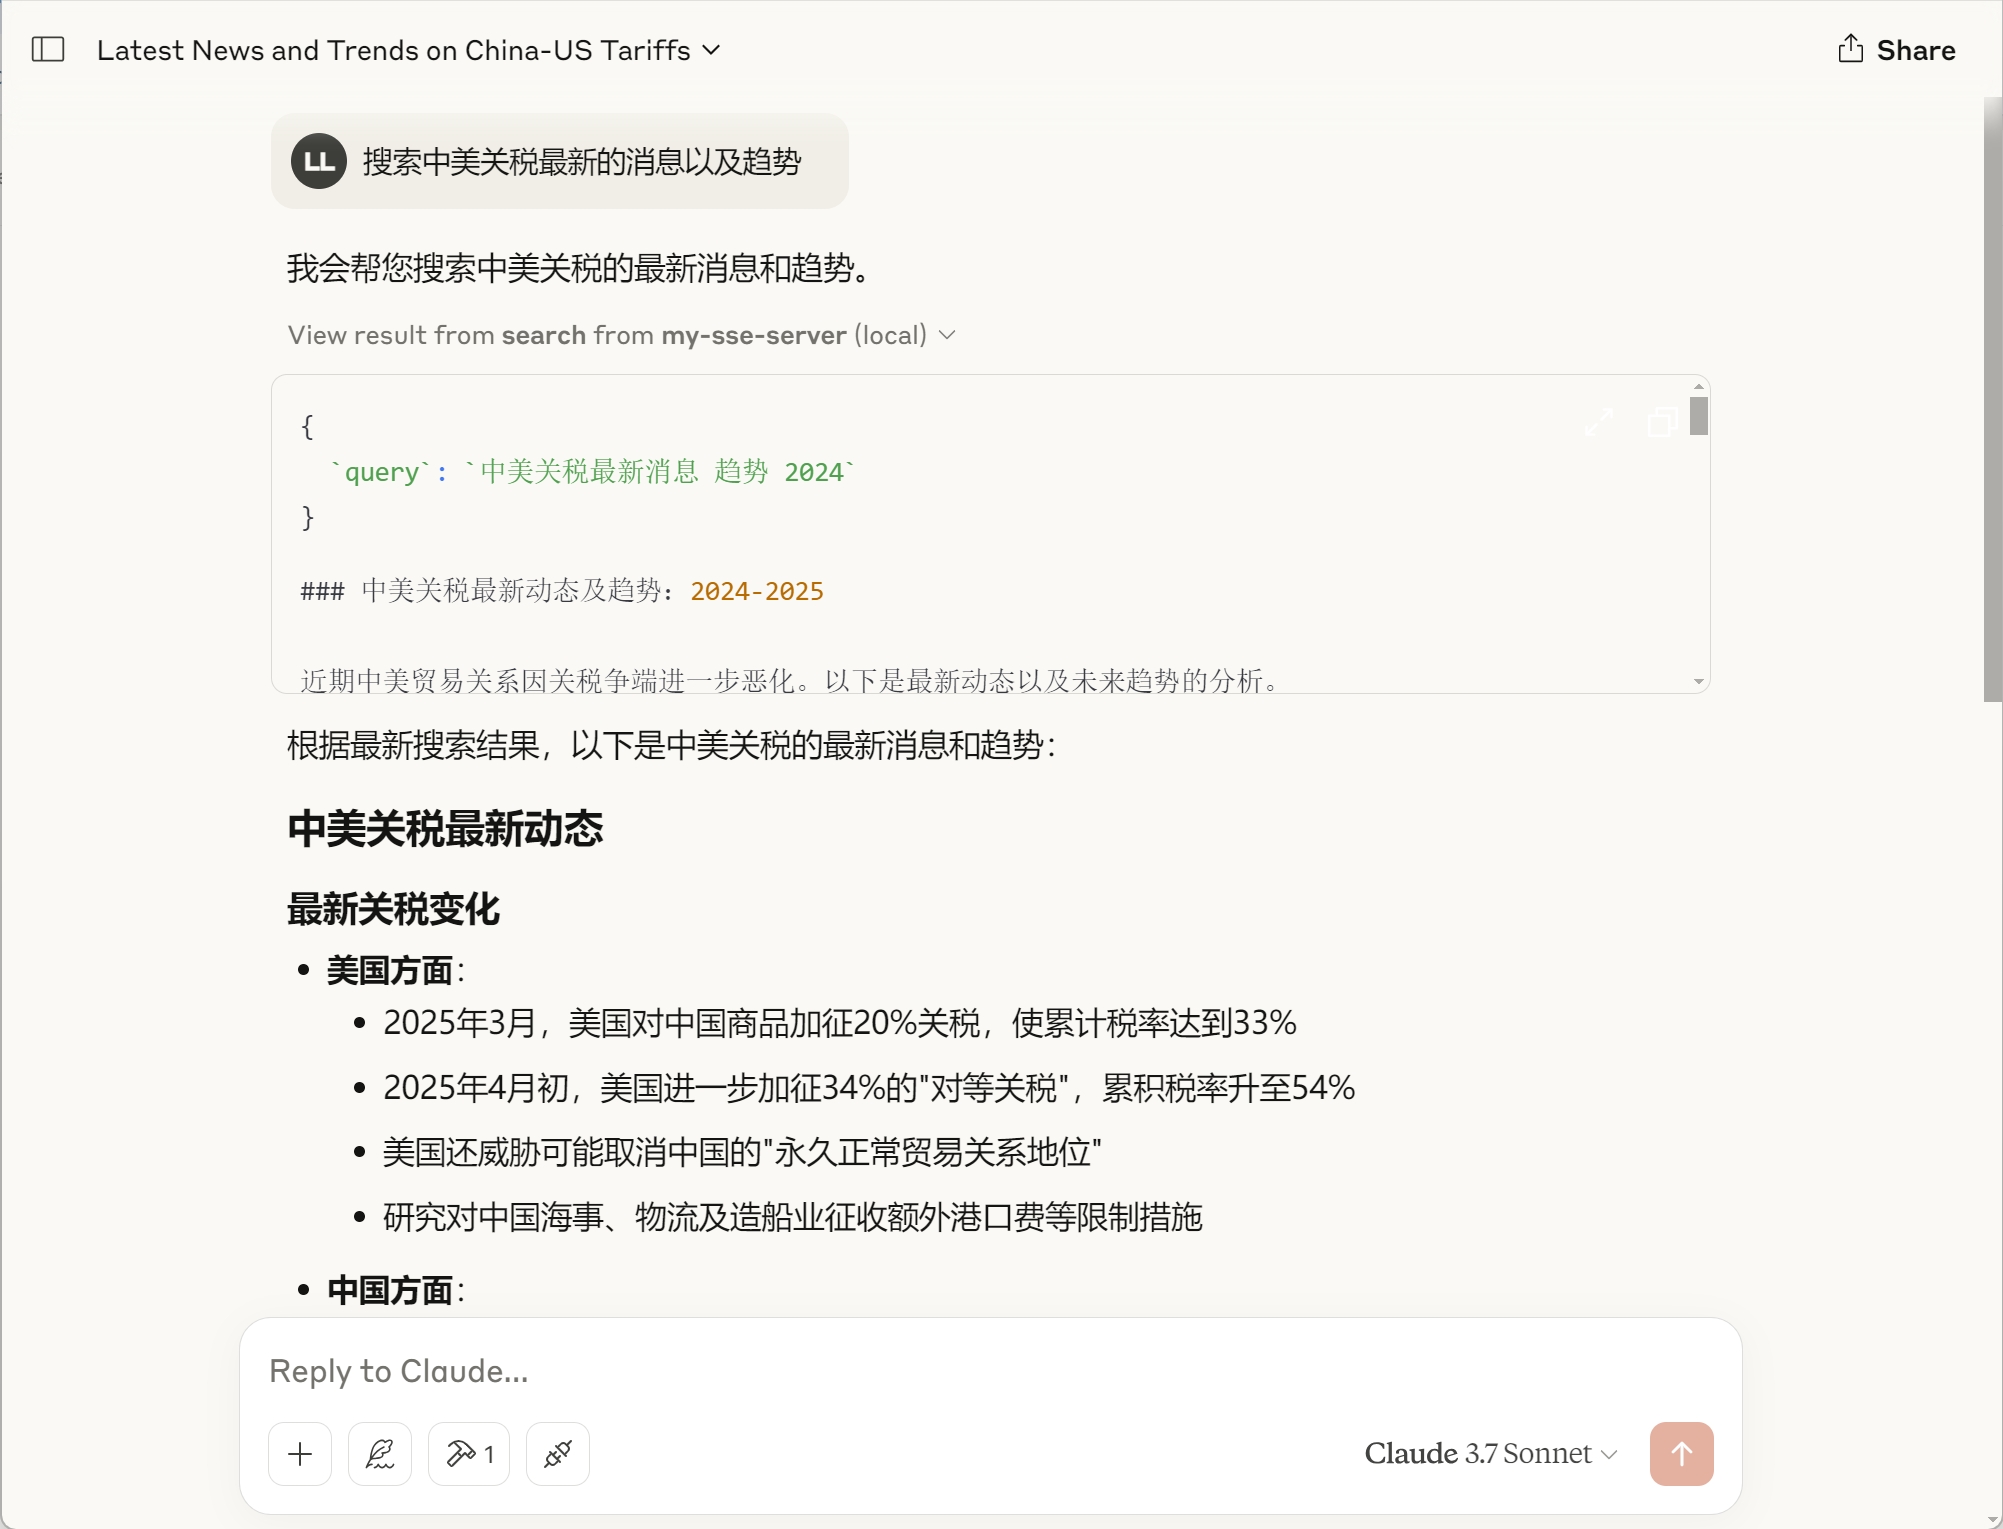 Latest News and Trends on China-US Tariffs
Share
LL
搜索中美关税最新的消息以及趋势
我会帮您搜索中美关税的最新消息和趋势。
View result from search from my-sse-server (local)
{
`query`: `中美关税最新消息 趋势 2024`
}
### 中美关税最新动态及趋势：2024-2025
近期中美贸易关系因关税争端进一步恶化。以下是最新动态以及未来趋势的分析。
根据最新搜索结果，以下是中美关税的最新消息和趋势：
中美关税最新动态
最新关税变化
• 美国方面：
• 2025年3月，美国对中国商品加征20%关税，使累计税率达到33%
• 2025年4月初，美国进一步加征34%的"对等关税"，累积税率升至54%
• 美国还威胁可能取消中国的"永久正常贸易关系地位"
• 研究对中国海事、物流及造船业征收额外港口费等限制措施
• 中国方面：
Reply to Claude...
1
Claude 3.7 Sonnet